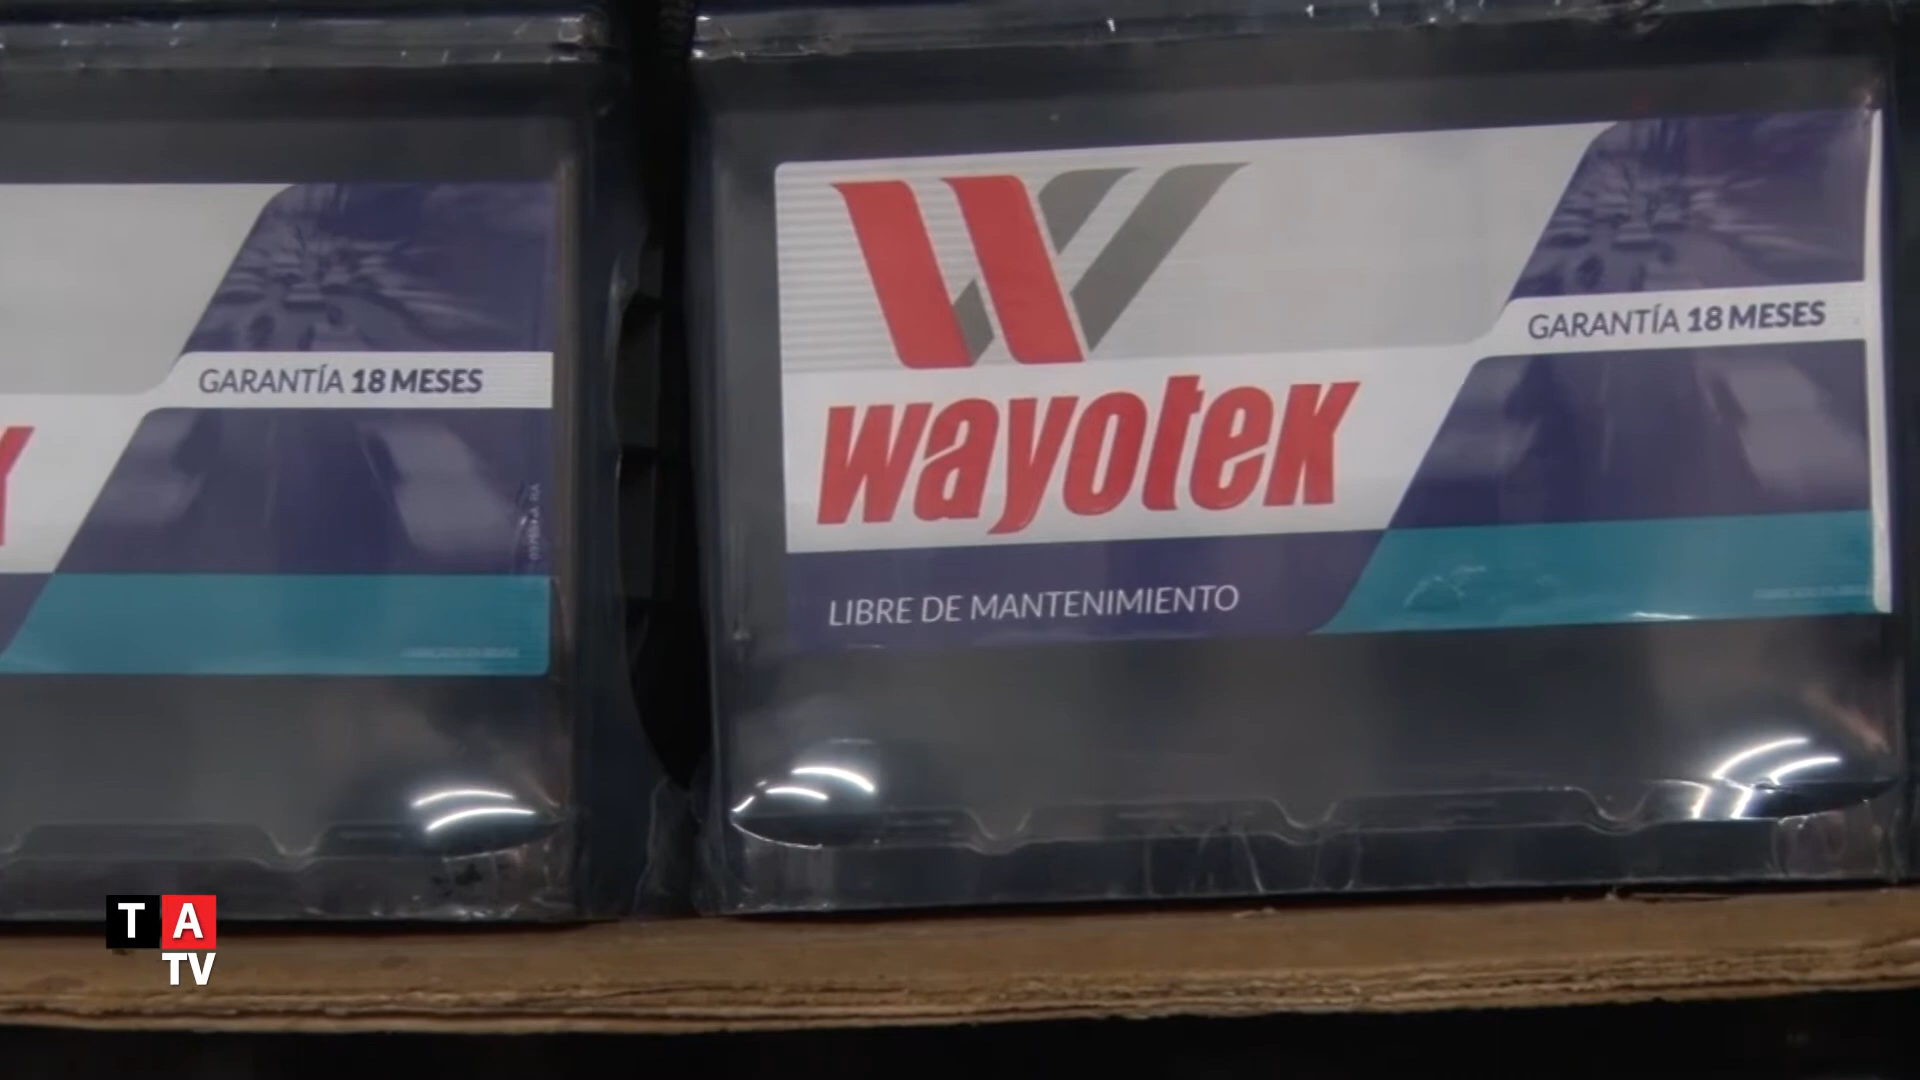 GARANTÍA 18 MESES
wayotek
GARANTÍA 18 MESES
LIBRE DE MANTENIMIENTO
T A
TV